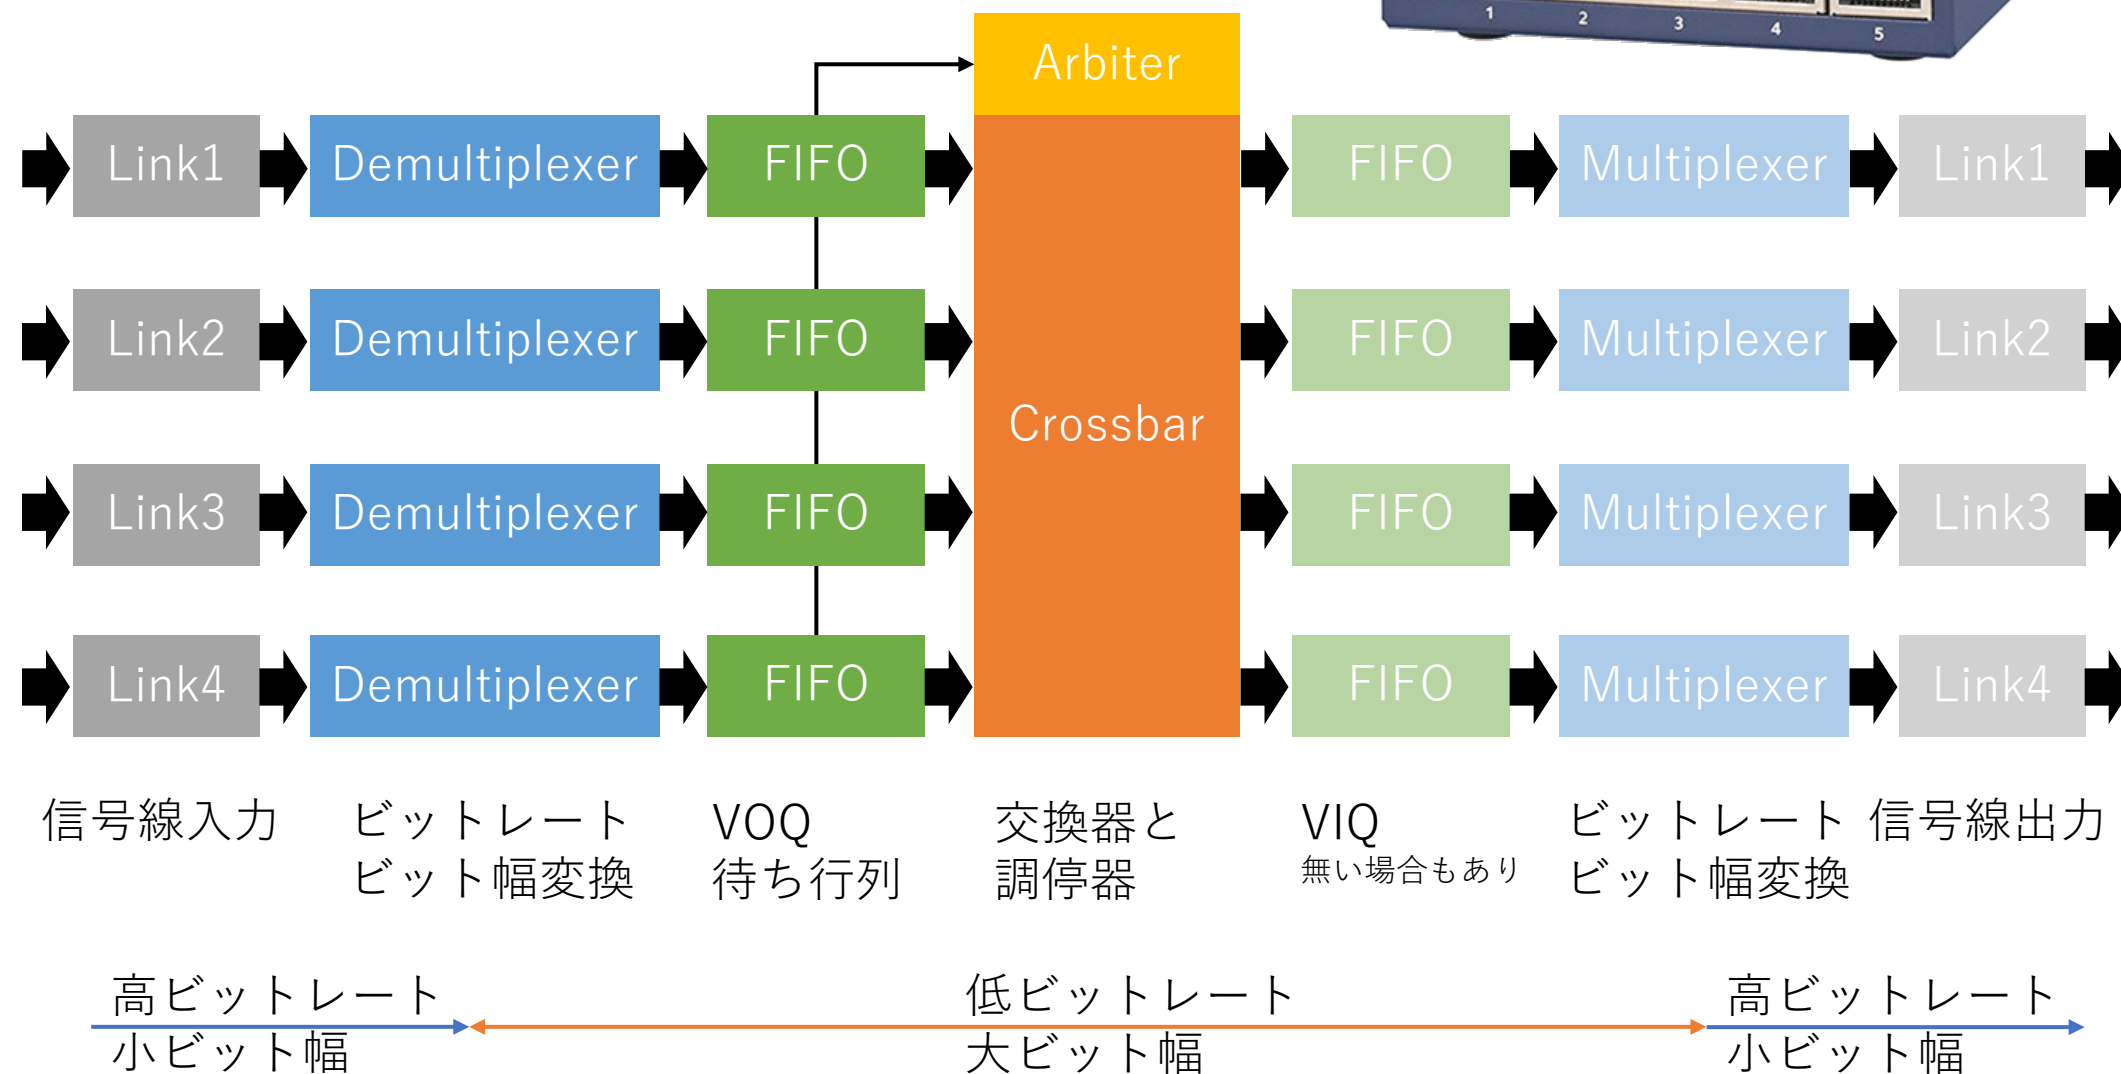 1 2 3 4 5
Arbiter
Link1 Demultiplexer FIFO FIFO Multiplexer Link1
Link2 Demultiplexer FIFO FIFO Multiplexer Link2
Crossbar
Link3 Demultiplexer FIFO FIFO Multiplexer Link3
Link4 Demultiplexer FIFO FIFO Multiplexer Link4
信号線入力
ビットレート
ビット幅変換
VOQ
待ち行列
交換器と
調停器
VIQ
無い場合もあり
ビットレート
ビット幅変換
信号線出力
高ビットレート
小ビット幅
低ビットレート
大ビット幅
高ビットレート
小ビット幅